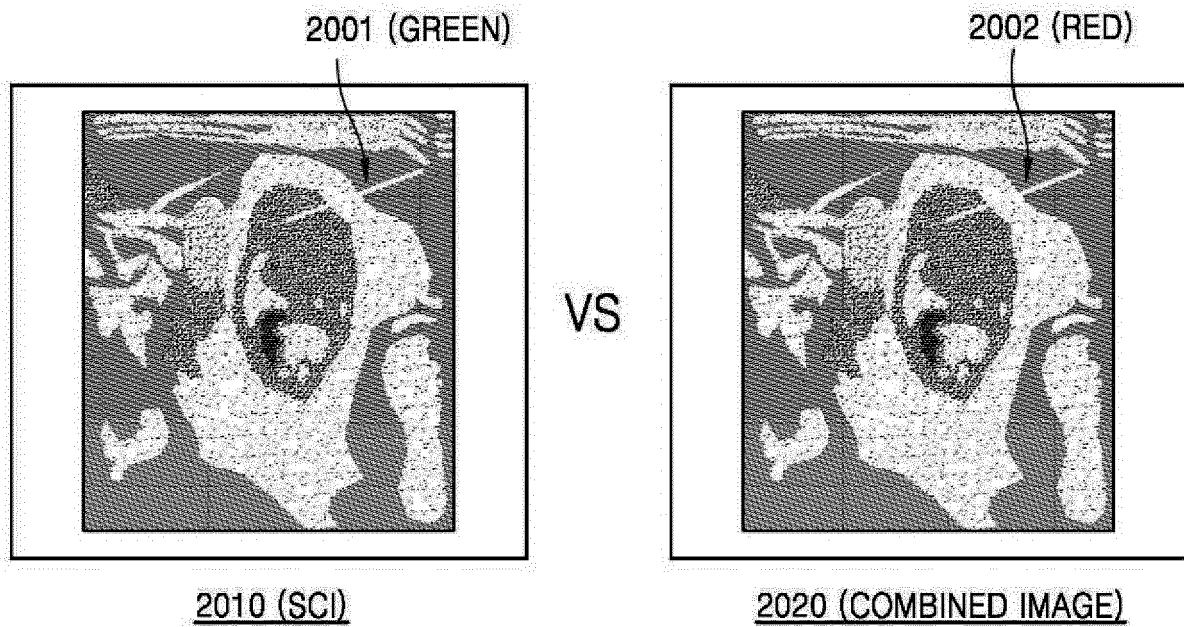 2001 (GREEN)
2002 (RED)
VS
2010 (SCI)
2020 (COMBINED IMAGE)